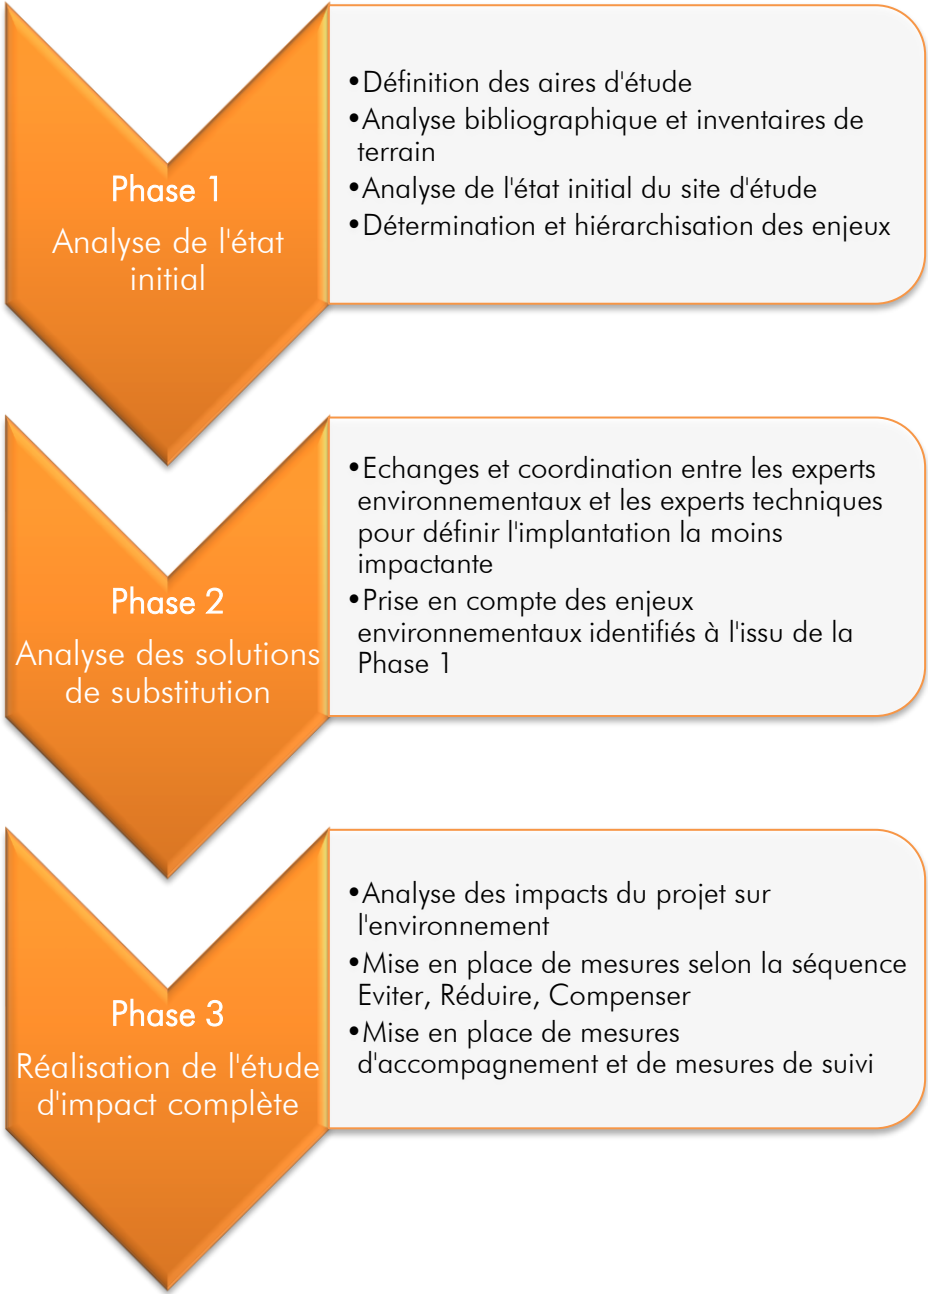 Phase 1
Analyse de l'état
initial
•Définition des aires d'étude
•Analyse bibliographique et inventaires de
terrain
•Analyse de l'état initial du site d'étude
•Détermination et hiérarchisation des enjeux
Phase 2
Analyse des solutions
de substitution
•Echanges et coordination entre les experts
environnementaux et les experts techniques
pour définir l'implantation la moins
impactante
•Prise en compte des enjeux
environnementaux identifiés à l'issu de la
Phase 1
Phase 3
Réalisation de l'étude
d'impact complète
•Analyse des impacts du projet sur
l'environnement
•Mise en place de mesures selon la séquence
Eviter, Réduire, Compenser
•Mise en place de mesures
d'accompagnement et de mesures de suivi